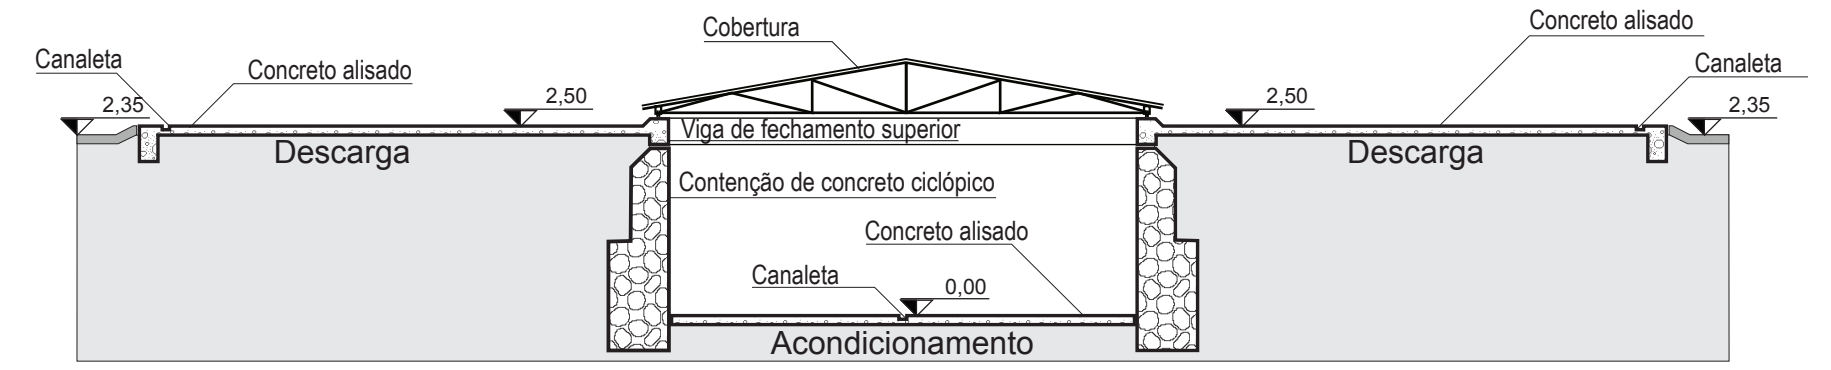 Concreto alisado
Cobertura
Canaleta
Concreto alisado
Canaleta
2,35
2,50
2,50
2,35
Viga de fechamento superior
Descarga
Descarga
Contenção de concreto ciclópico
Concreto alisado
Canaleta
0,00
Acondicionamento